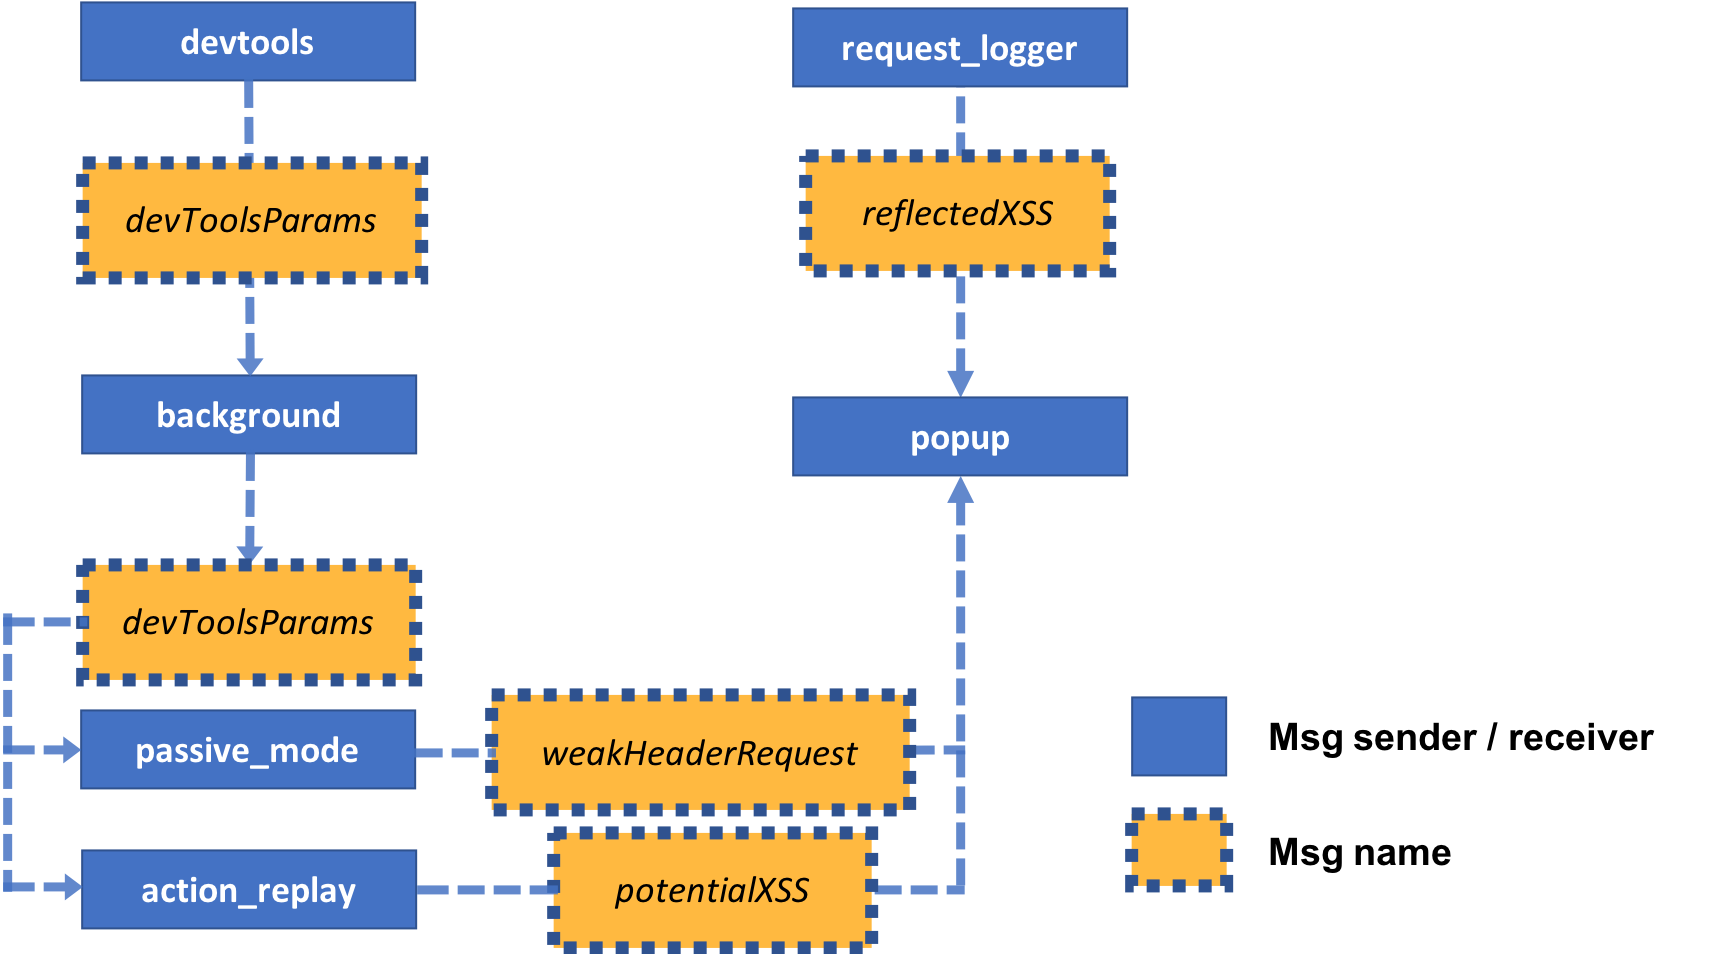 devtools
request_logger
devToolsParams
reflectedXSS
background
popup
devToolsParams
passive_mode
weakHeaderRequest
Msg sender / receiver
action_replay
potentialXSS
Msg name